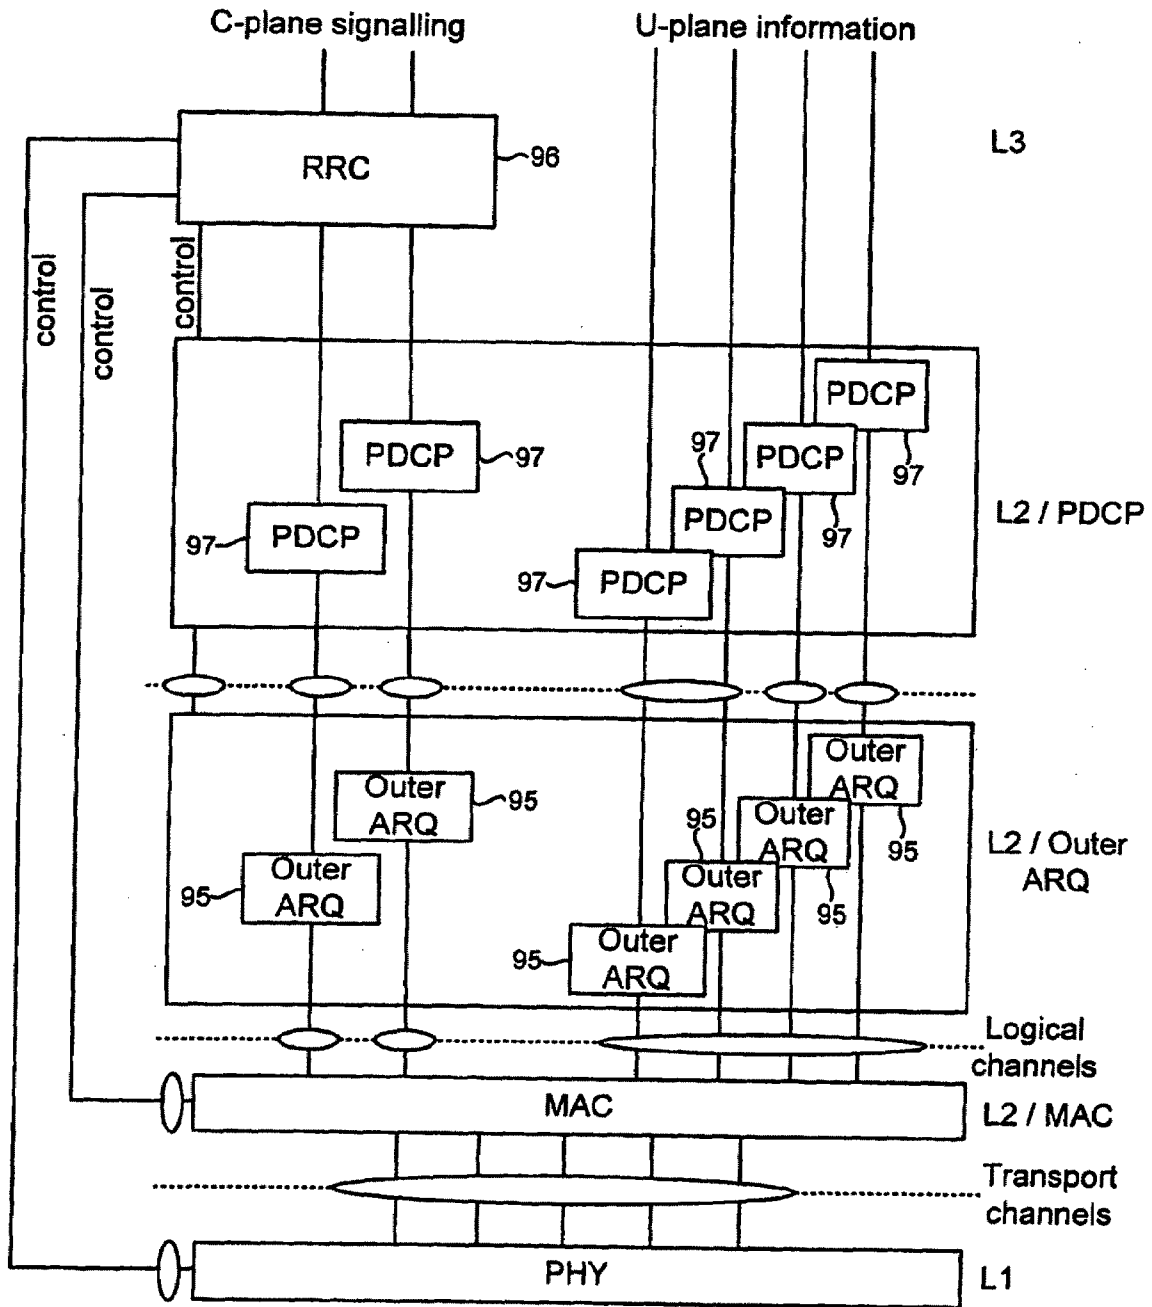 C-plane signalling
U-plane information
RRC
96
L3
control
control
control
PDCP
97
PDCP
97
PDCP
97
97
PDCP
97
PDCP
97
PDCP
97
L2 / PDCP
Outer
ARQ
95
Outer
ARQ
95
Outer
ARQ
95
Outer
ARQ
95
95
Outer
ARQ
95
Outer
ARQ
L2 / Outer
ARQ
Logical
channels
MAC
L2 / MAC
Transport
channels
PHY
L1